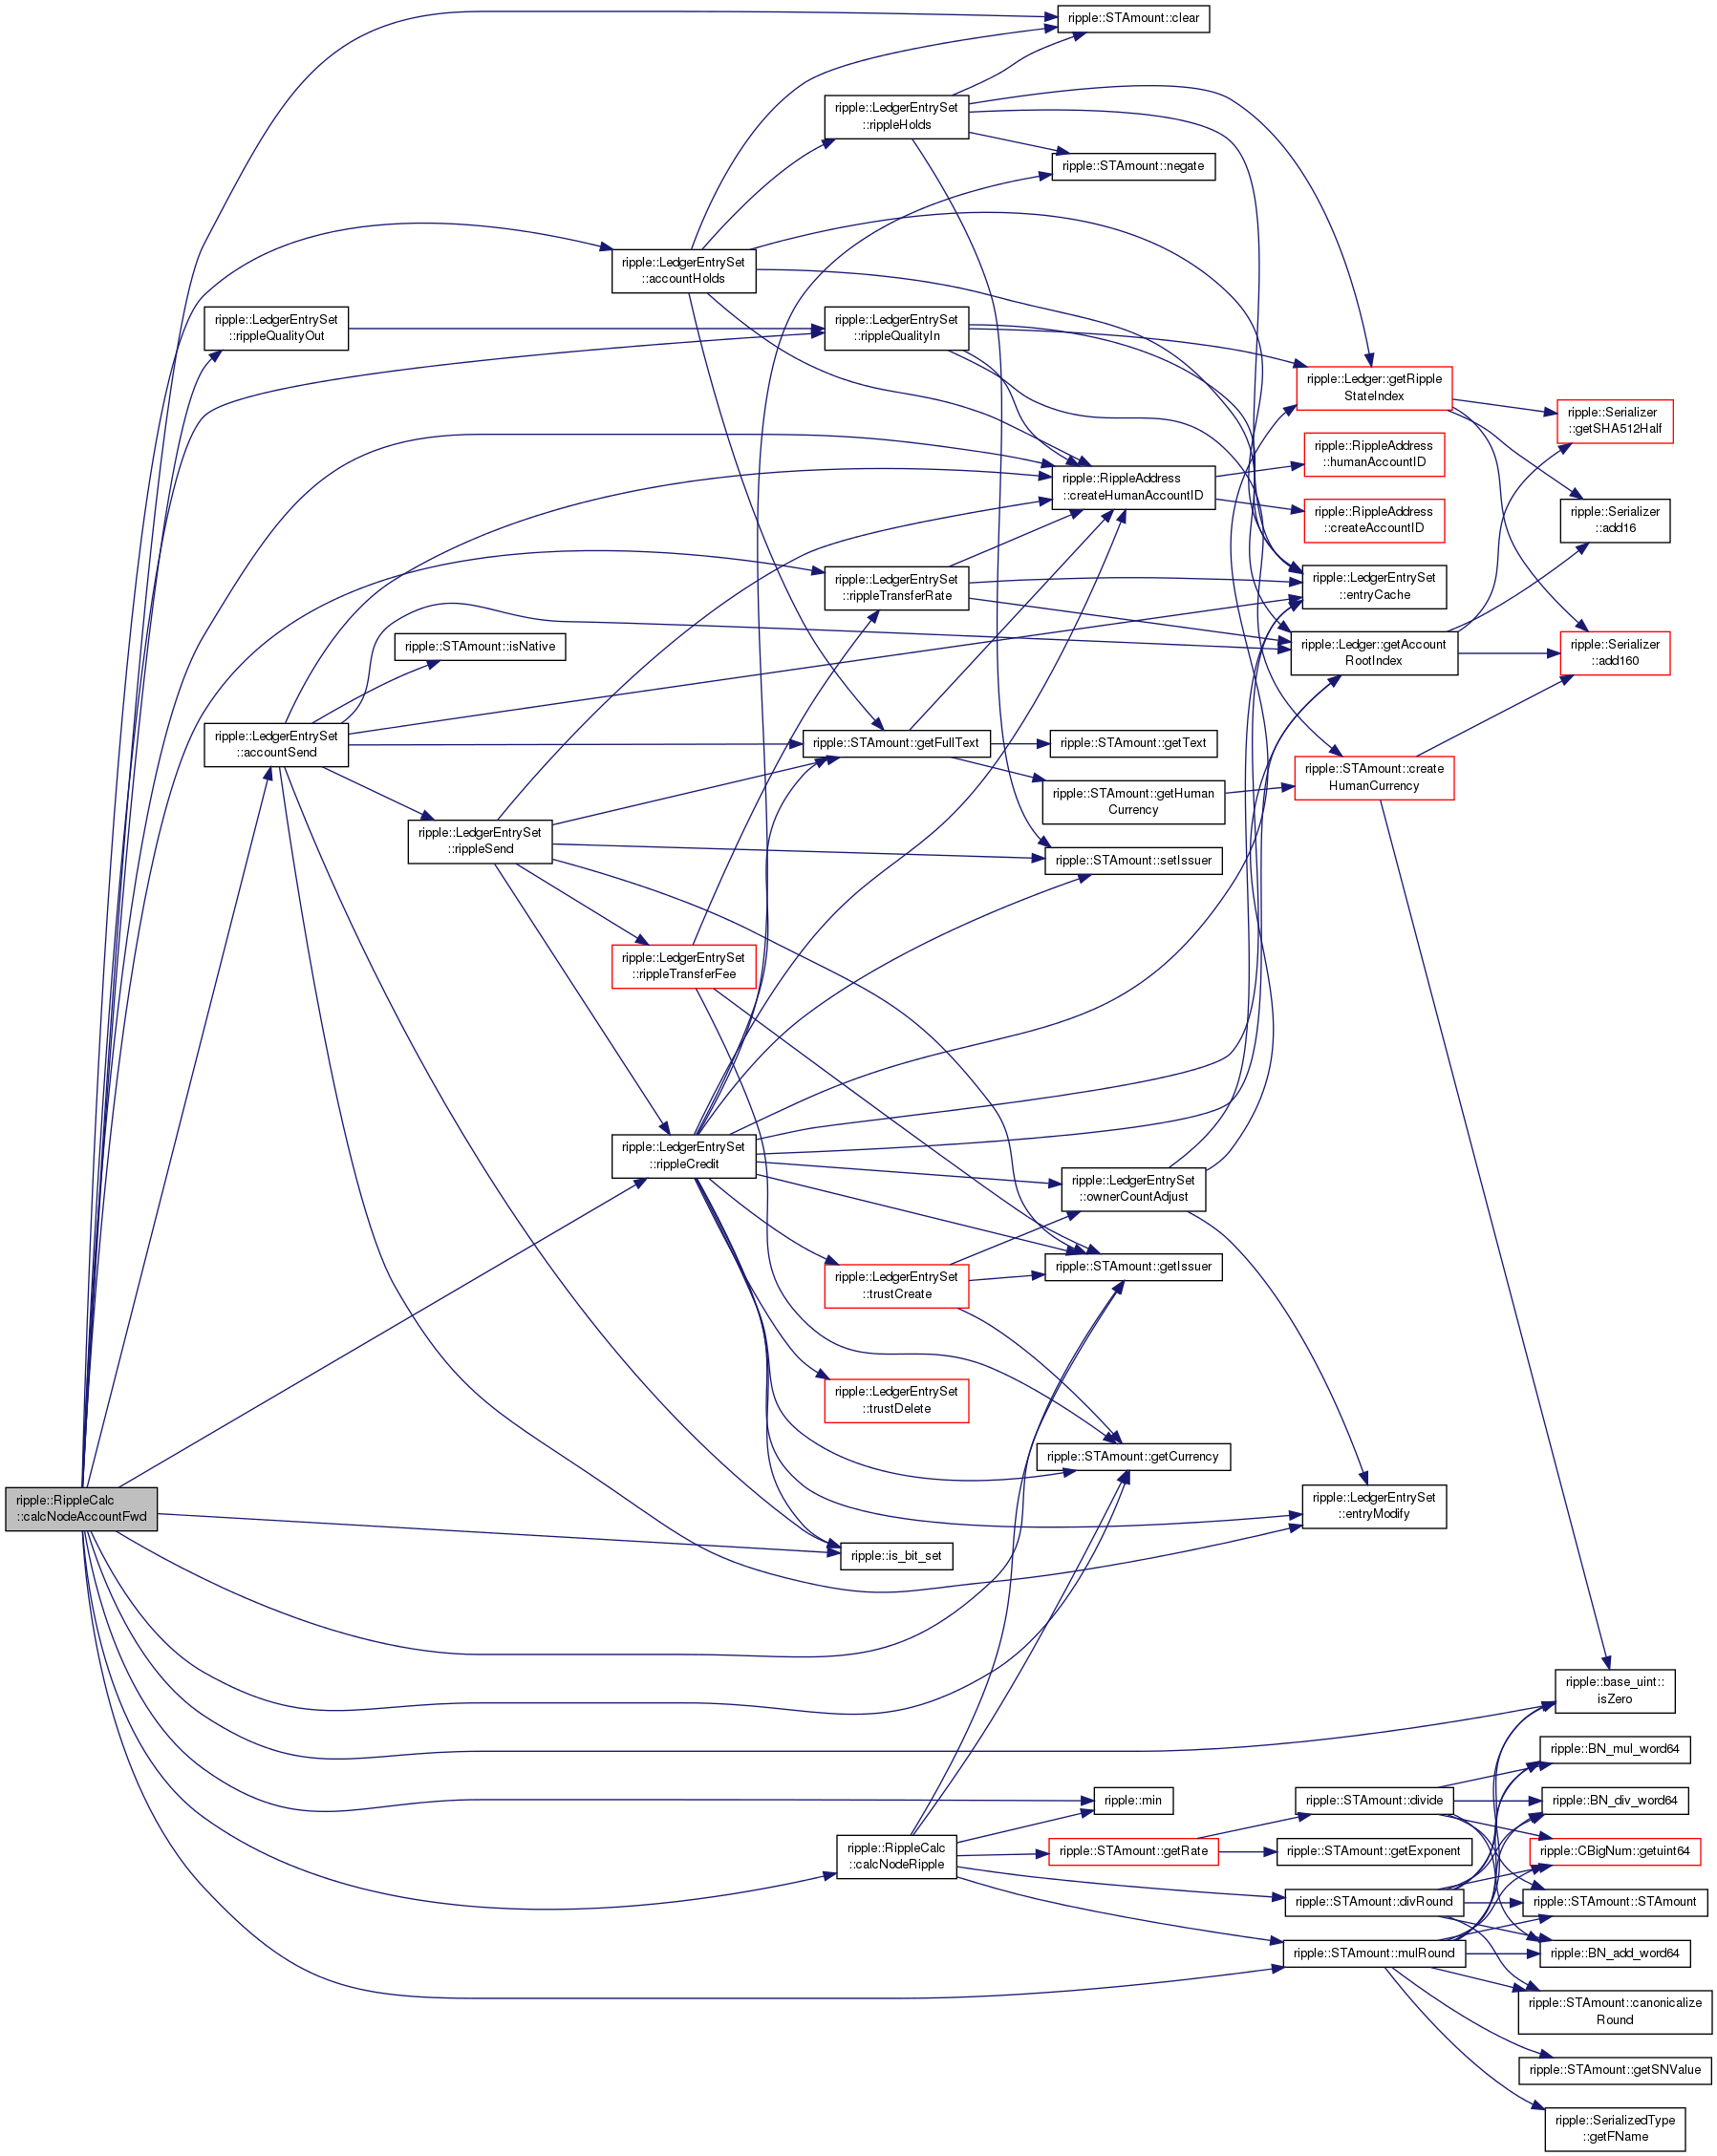 ripple::STAmount::clear
ripple::LedgerEntrySet
::rippleHolds
ripple::STAmount::negate
ripple::LedgerEntrySet
::accountHolds
ripple::LedgerEntrySet
::rippleQualityOut
ripple::LedgerEntrySet
::rippleQualityIn
ripple::Ledger::getRipple
StateIndex
ripple::Serializer
::getSHA512Half
ripple::RippleAddress
::humanAccountID
ripple::RippleAddress
::createHumanAccountID
ripple::RippleAddress
::createAccountID
ripple::Serializer
::add16
ripple::LedgerEntrySet
::rippleTransferRate
ripple::LedgerEntrySet
::entryCache
ripple::STAmount::isNative
ripple::Ledger::getAccount
RootIndex
ripple::Serializer
::add160
ripple::LedgerEntrySet
::accountSend
ripple::STAmount::getFullText
ripple::STAmount::getText
ripple::STAmount::getHuman
Currency
ripple::STAmount::create
HumanCurrency
ripple::LedgerEntrySet
::rippleSend
ripple::STAmount::setIssuer
ripple::LedgerEntrySet
::rippleTransferFee
ripple::LedgerEntrySet
::rippleCredit
ripple::LedgerEntrySet
::ownerCountAdjust
ripple::STAmount::getIssuer
ripple::LedgerEntrySet
::trustCreate
ripple::LedgerEntrySet
::trustDelete
ripple::STAmount::getCurrency
ripple::RippleCalc
::calcNodeAccountFwd
ripple::LedgerEntrySet
::entryModify
ripple::is_bit_set
ripple::base_uint::
isZero
ripple::BN_mul_word64
ripple::min
ripple::STAmount::divide
ripple::BN_div_word64
ripple::RippleCalc
::calcNodeRipple
ripple::STAmount::getRate
ripple::STAmount::getExponent
ripple::CBigNum::getuint64
ripple::STAmount::divRound
ripple::STAmount::STAmount
ripple::STAmount::mulRound
ripple::BN_add_word64
ripple::STAmount::canonicalize
Round
ripple::STAmount::getSNValue
ripple::SerializedType
::getFName